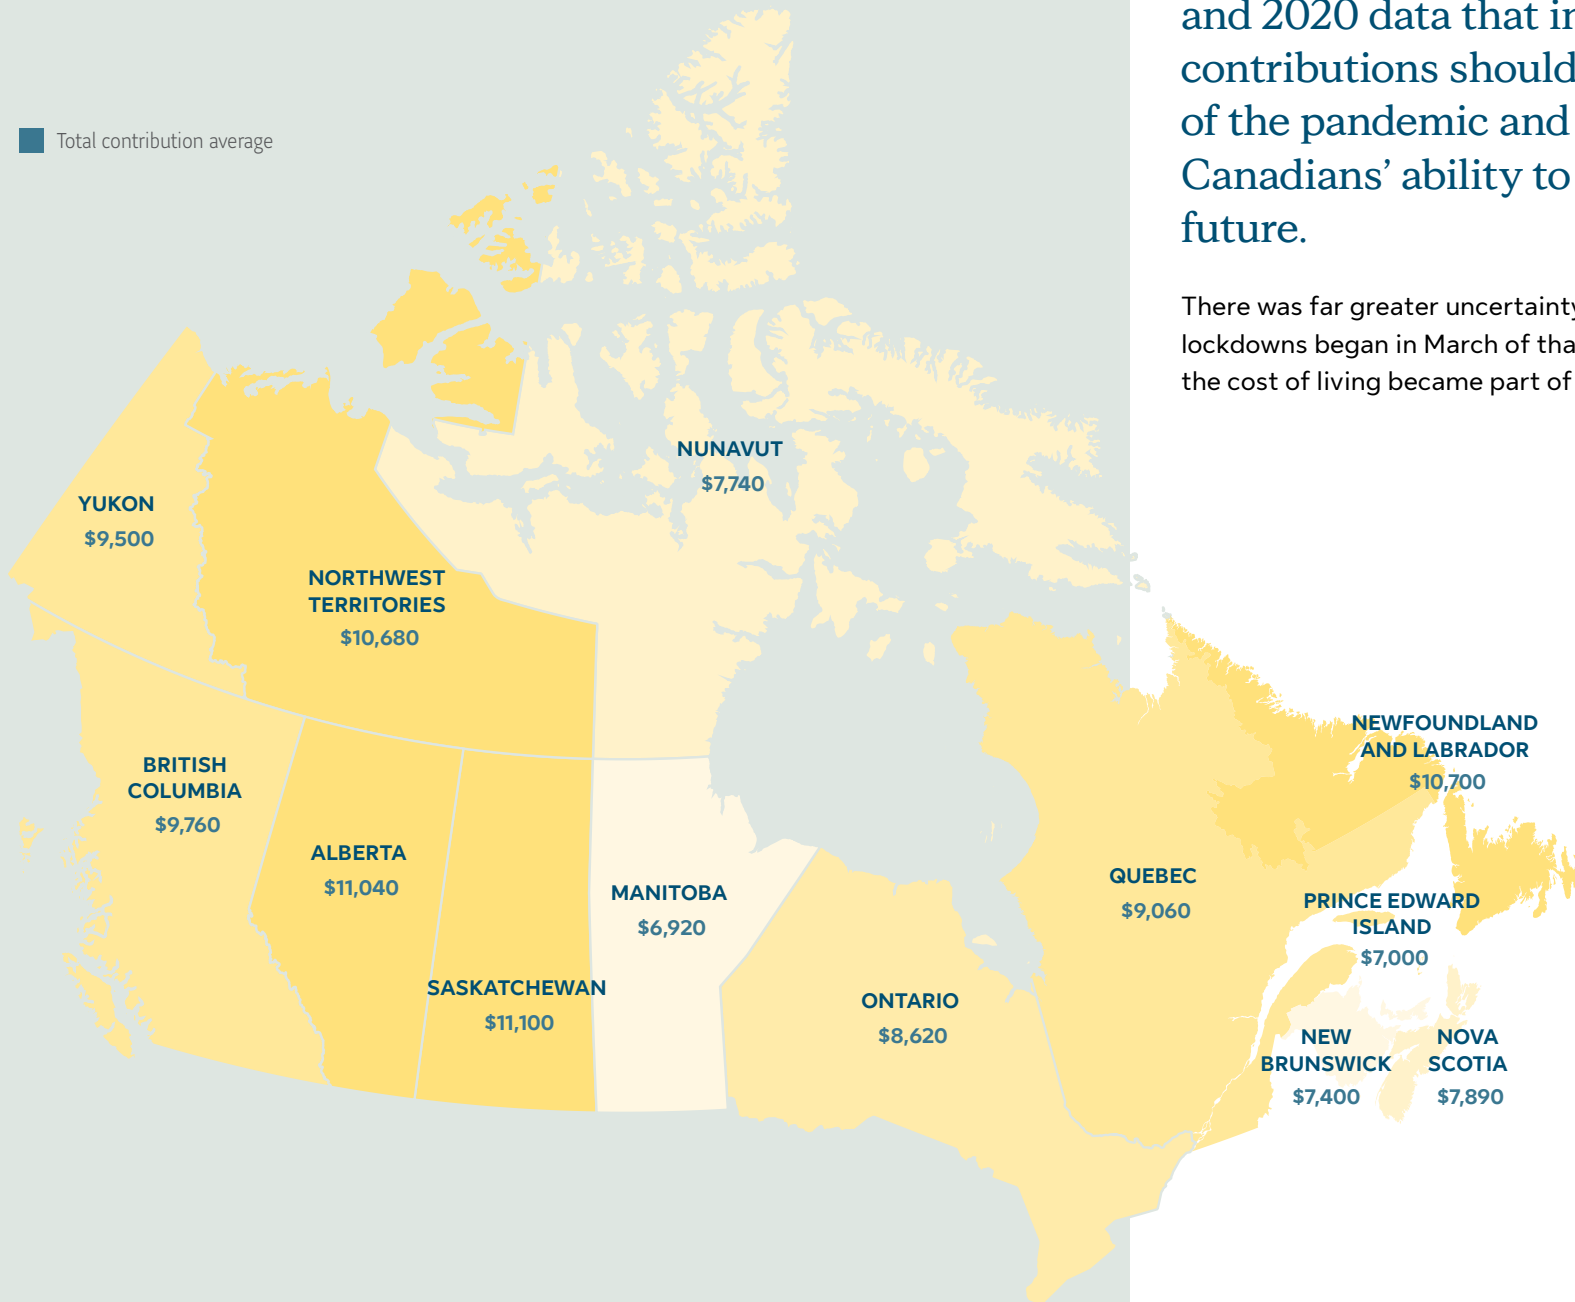 and 2020 data that
contributions should
of the pandemic and
Canadians’ ability to
future.
There was far greater uncertainty
lockdowns began in March of
the cost of living became part of
Total contribution average
NUNAVUT
$7,740
YUKON
$9,500
NORTHWEST
TERRITORIES
$10,680
BRITISH
COLUMBIA
$9,760
ALBERTA
$11,040
SASKATCHEWAN
$11,100
MANITOBA
$6,920
ONTARIO
$8,620
QUEBEC
$9,060
NEWFOUNDLAND
AND LABRADOR
$10,700
PRINCE EDWARD
ISLAND
$7,000
NEW
BRUNSWICK
$7,400
NOVA
SCOTIA
$7,890